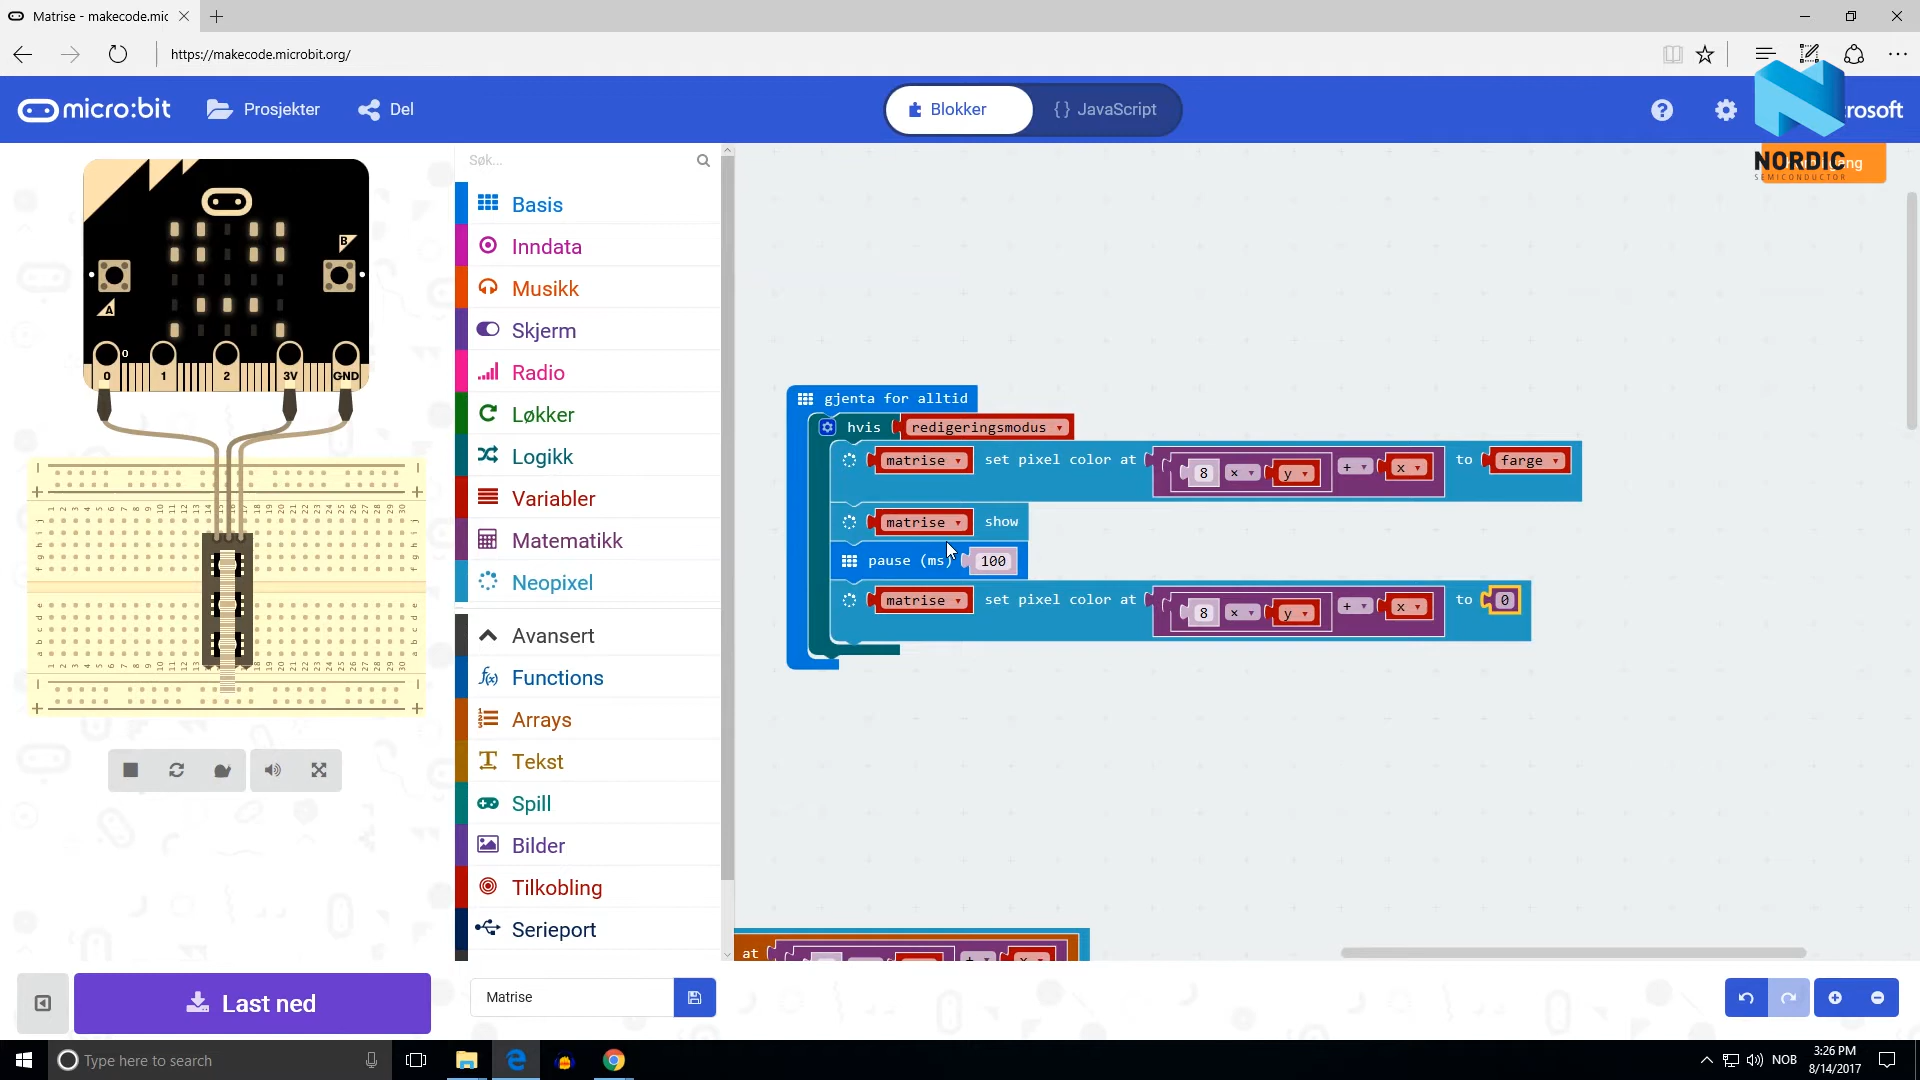 Matrise - makecode.mic
https://makecode.microbit.org/
micro:bit
Prosjekter
Del
Blokker
{} JavaScript
rosoft
NORDIC
SEMICONDUCTOR
ang
Søk...
Basis
Inndata
Musikk
Skjerm
Radio
Løkker
Logikk
Variabler
Matematikk
Neopixel
Avansert
Functions
Arrays
Tekst
Spill
Bilder
Tilkobling
Serieport
A
B
0
0 1 2 3V GND
gjenta for alltid
hvis redigeringsmodus
matrise set pixel color at 8 × y + x to farge
matrise show
pause (ms) 100
matrise set pixel color at 8 × y + x to 0
at
Last ned
Matrise
Type here to search
NOB
3:26 PM
8/14/2017